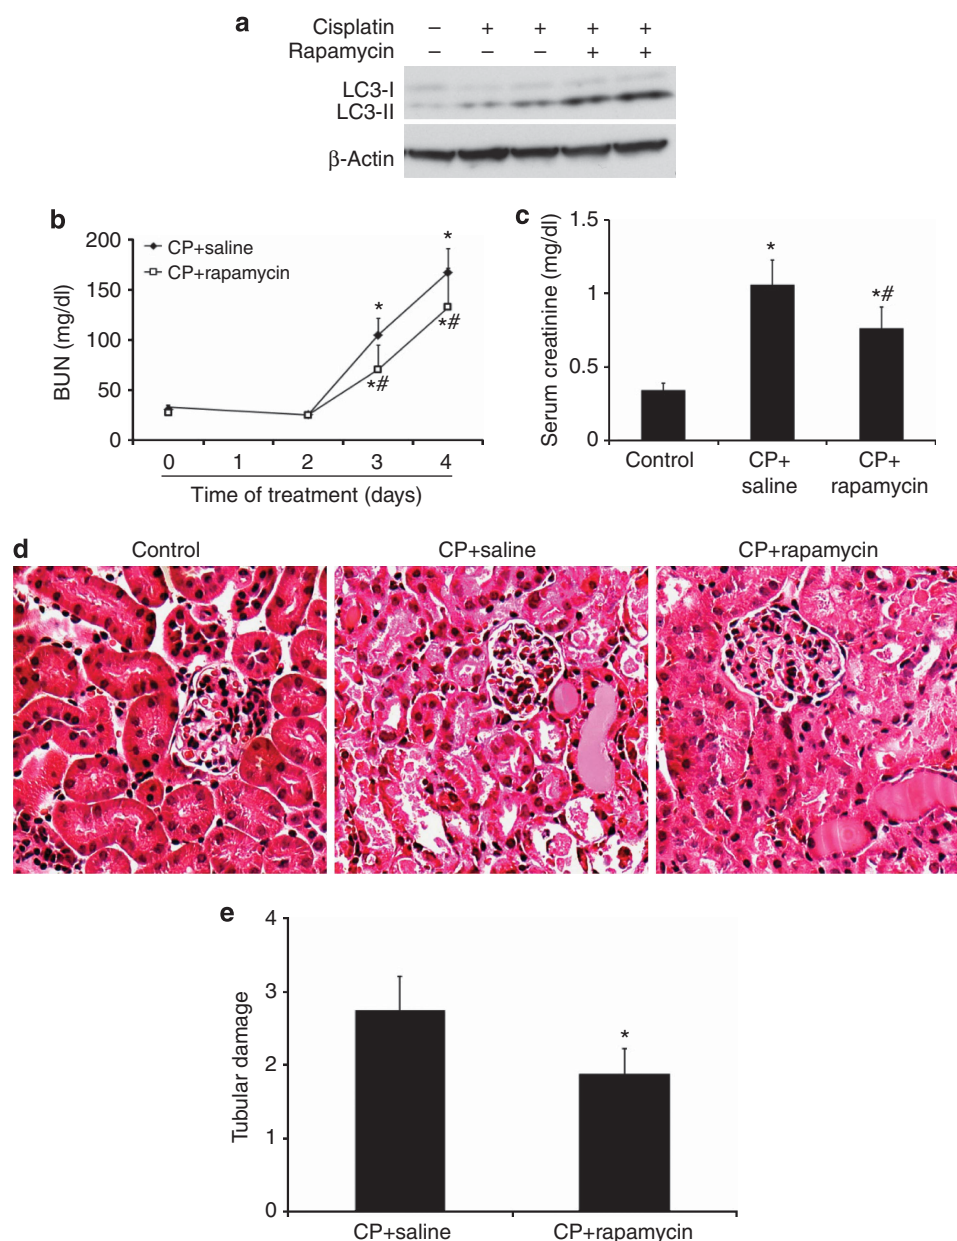 a
Cisplatin − + + + +
Rapamycin − − − + +
LC3-I
LC3-II
β-Actin
b
BUN (mg/dl)
200
150
100
50
0
CP+saline
CP+rapamycin
*
*
*#
*#
0 1 2 3 4
Time of treatment (days)
c
Serum creatinine (mg/dl)
1.5
1
0.5
0
*
*#
Control
CP+
saline
CP+
rapamycin
d
Control CP+saline CP+rapamycin
e
Tubular damage
4
3
2
1
0
*
CP+saline CP+rapamycin